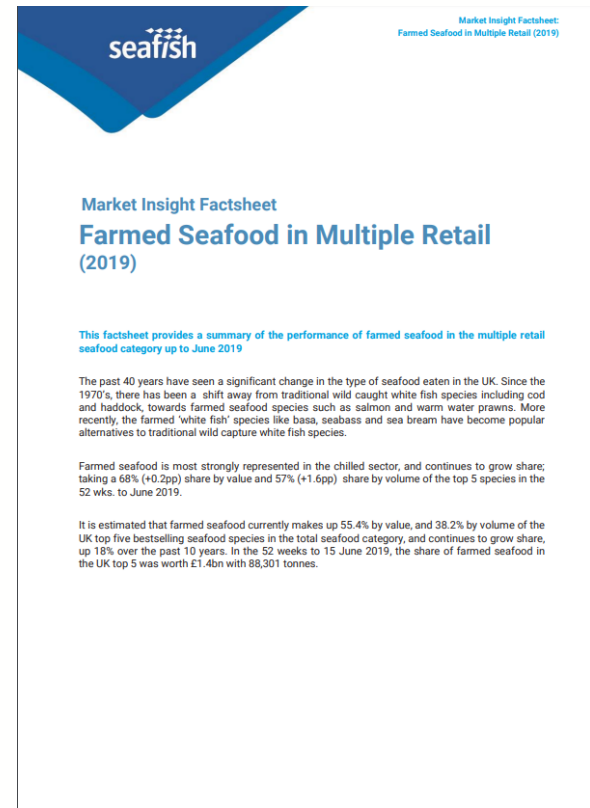 Market Insight Factsheet:
Farmed Seafood in Multiple Retail (2019)
seafish
Market Insight Factsheet
Farmed Seafood in Multiple Retail
(2019)
This factsheet provides a summary of the performance of farmed seafood in the multiple retail
seafood category up to June 2019
The past 40 years have seen a significant change in the type of seafood eaten in the UK. Since the
1970's, there has been a shift away from traditional wild caught white fish species including cod
and haddock, towards farmed seafood species such as salmon and warm water prawns. More
recently, the farmed 'white fish' species like basa, seabass and sea bream have become popular
alternatives to traditional wild capture white fish species.
Farmed seafood is most strongly represented in the chilled sector, and continues to grow share;
taking a 68% (+0.2pp) share by value and 57% (+1.6pp) share by volume of the top 5 species in the
52 wks. to June 2019.
It is estimated that farmed seafood currently makes up 55.4% by value, and 38.2% by volume of the
UK top five bestselling seafood species in the total seafood category, and continues to grow share,
up 18% over the past 10 years. In the 52 weeks to 15 June 2019, the share of farmed seafood in
the UK top 5 was worth £1.4bn with 88,301 tonnes.